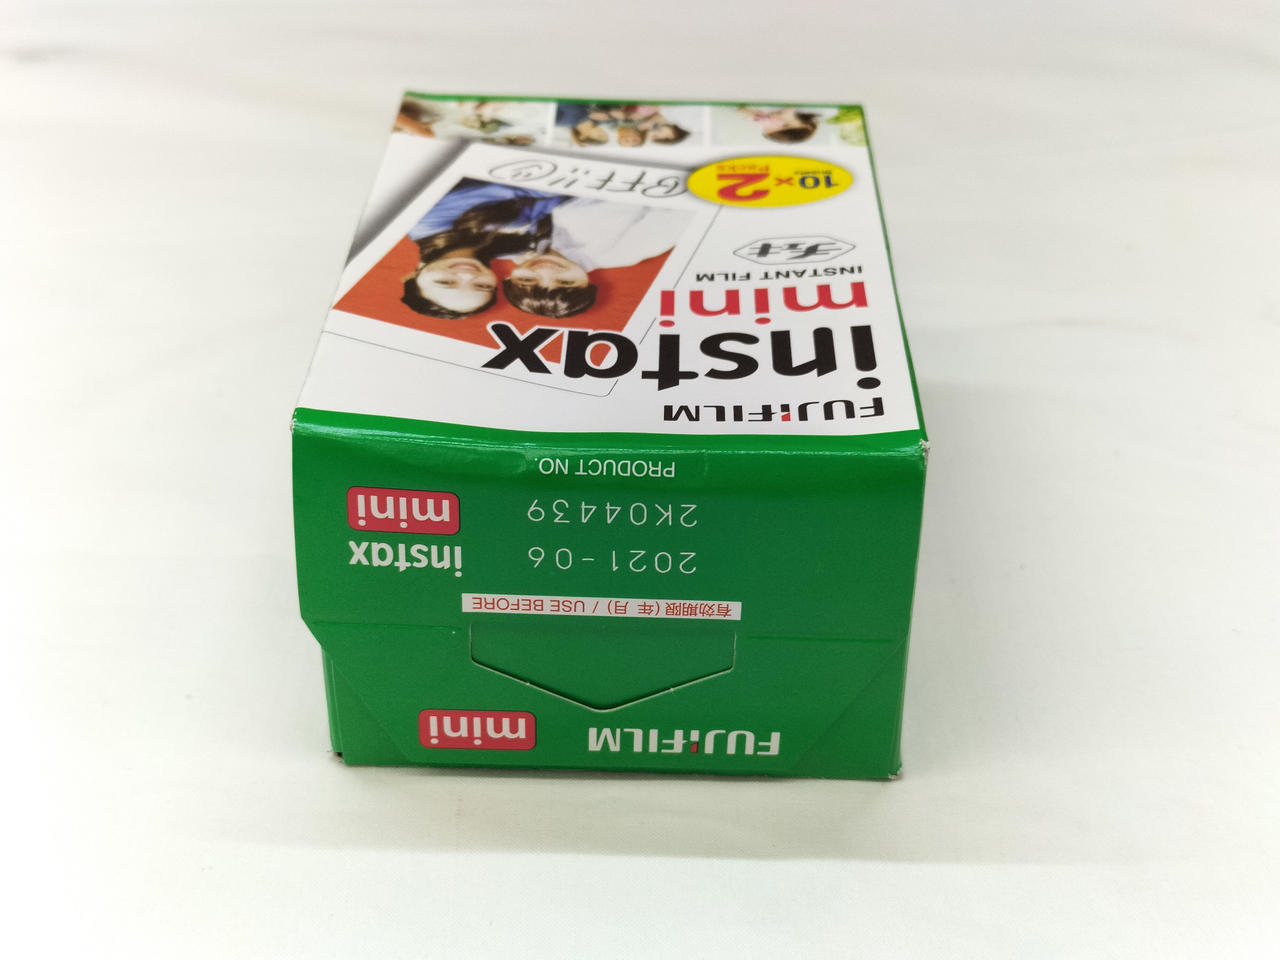 FUJIFILM mini
有効期限(年 月) / USE BEFORE
2021-06 instax
2K04439 mini
PRODUCT NO.
FUJIFILM
instax
mini
INSTANT FILM
チェキ
10 × 2
Sheets Packs
BFF!!